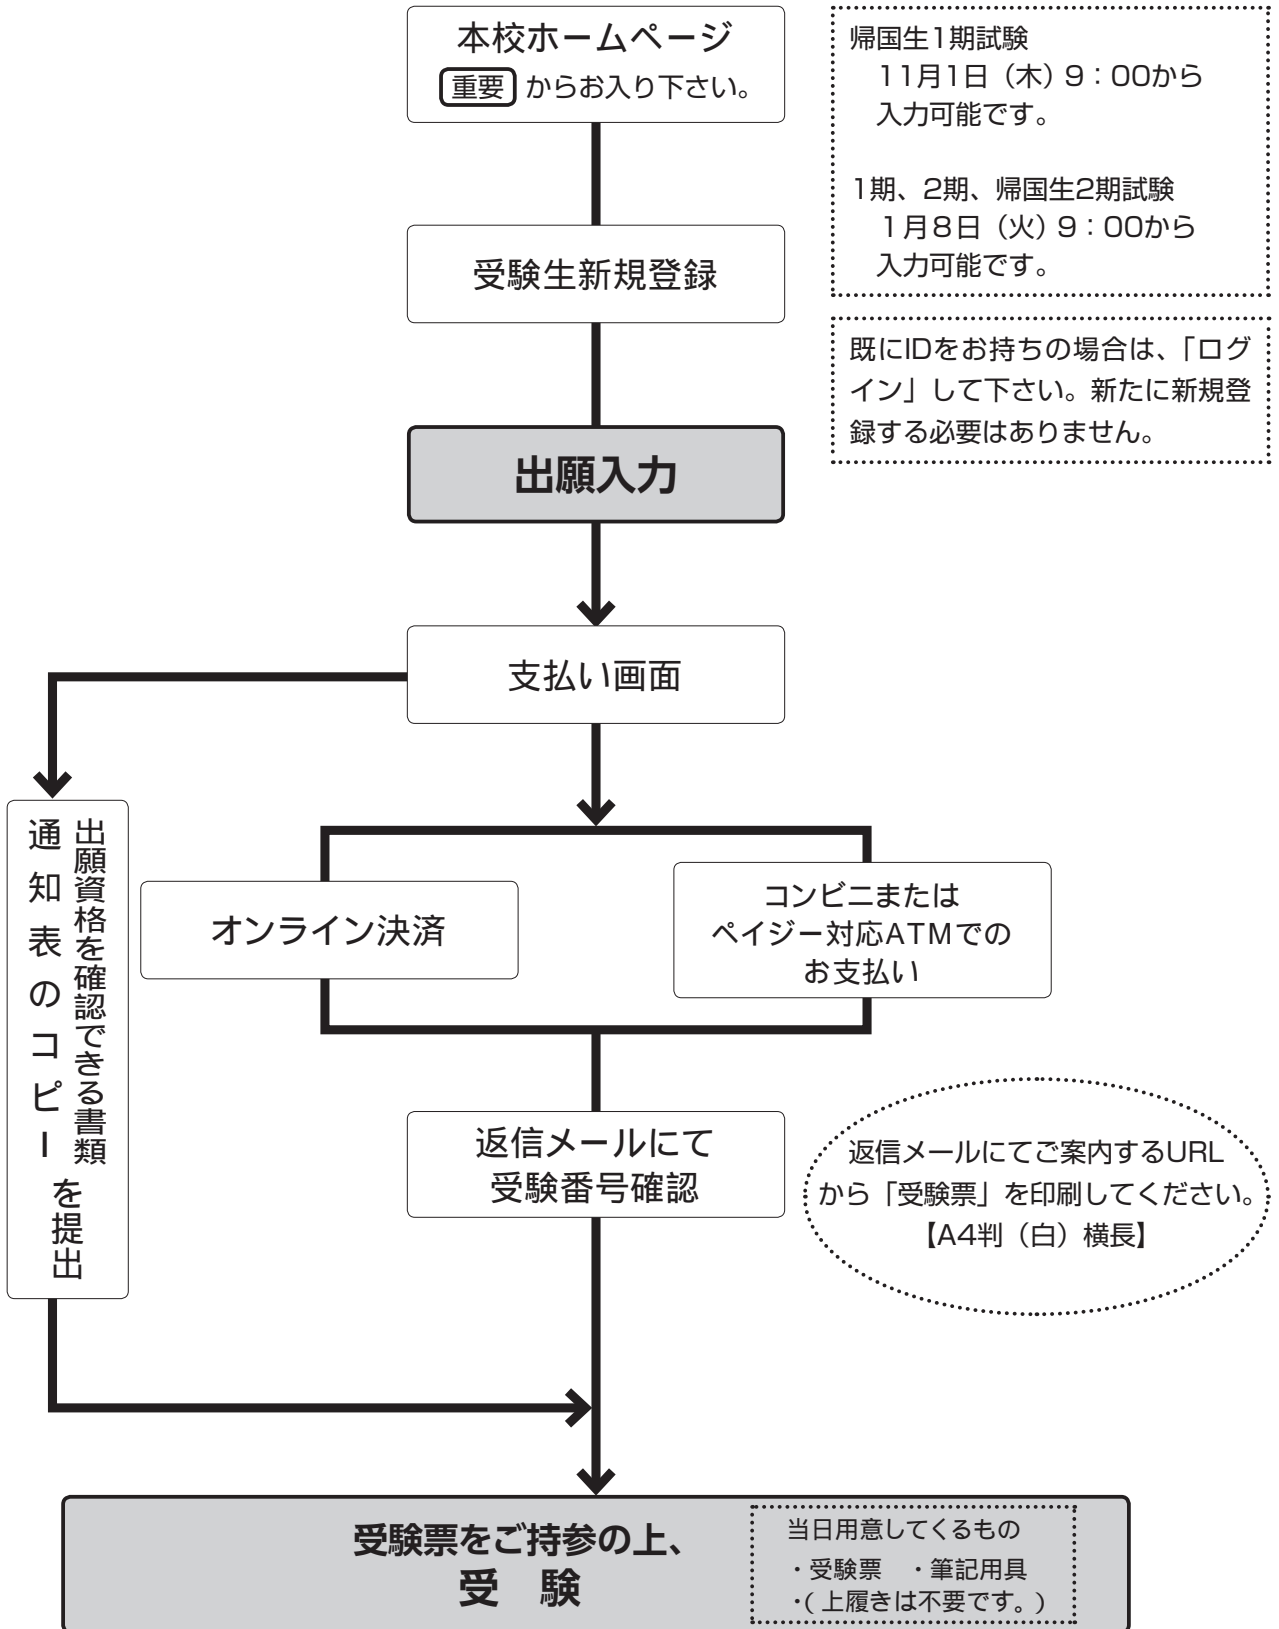 本校ホームページ
重要 からお入り下さい。
帰国生1期試験
11月1日（木）9：00から
入力可能です。
1期、2期、帰国生2期試験
1月8日（火）9：00から
入力可能です。
受験生新規登録
既にIDをお持ちの場合は、「ログ
イン」して下さい。新たに新規登
録する必要はありません。
出願入力
支払い画面
出願資格を確認できる書類
通知表のコピー
を提出
オンライン決済
コンビニまたは
ペイジー対応ATMでの
お支払い
返信メールにて
受験番号確認
返信メールにてご案内するURL
から「受験票」を印刷してください。
【A4判（白）横長】
受験票をご持参の上、
受　験
当日用意してくるもの
・受験票　・筆記用具
・（上履きは不要です。）